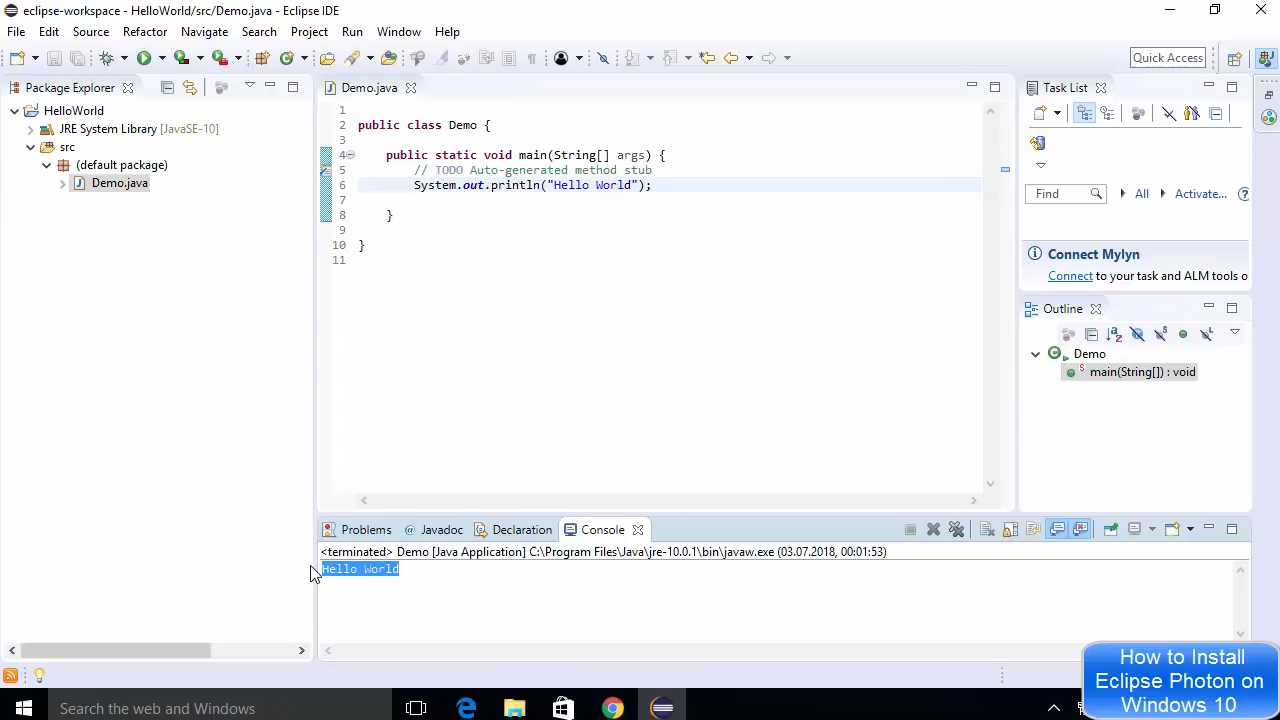 eclipse-workspace - HelloWorld/src/Demo.java - Eclipse IDE
File Edit Source Refactor Navigate Search Project Run Window Help
Quick Access
Package Explorer
HelloWorld
JRE System Library [JavaSE-10]
src
(default package)
Demo.java
Demo.java
1
2 public class Demo {
3
4 public static void main(String[] args) {
5 // TODO Auto-generated method stub
6 System.out.println("Hello World");
7
8 }
9
10 }
11
Task List
Find All Activate...
Connect Mylyn
Connect to your task and ALM tools o
Outline
Demo
main(String[]) : void
Problems @ Javadoc Declaration Console
<terminated> Demo [Java Application] C:\Program Files\Java\jre-10.0.1\bin\javaw.exe (03.07.2018, 00:01:53)
Hello World
How to Install
Eclipse Photon on
Windows 10
Search the web and Windows